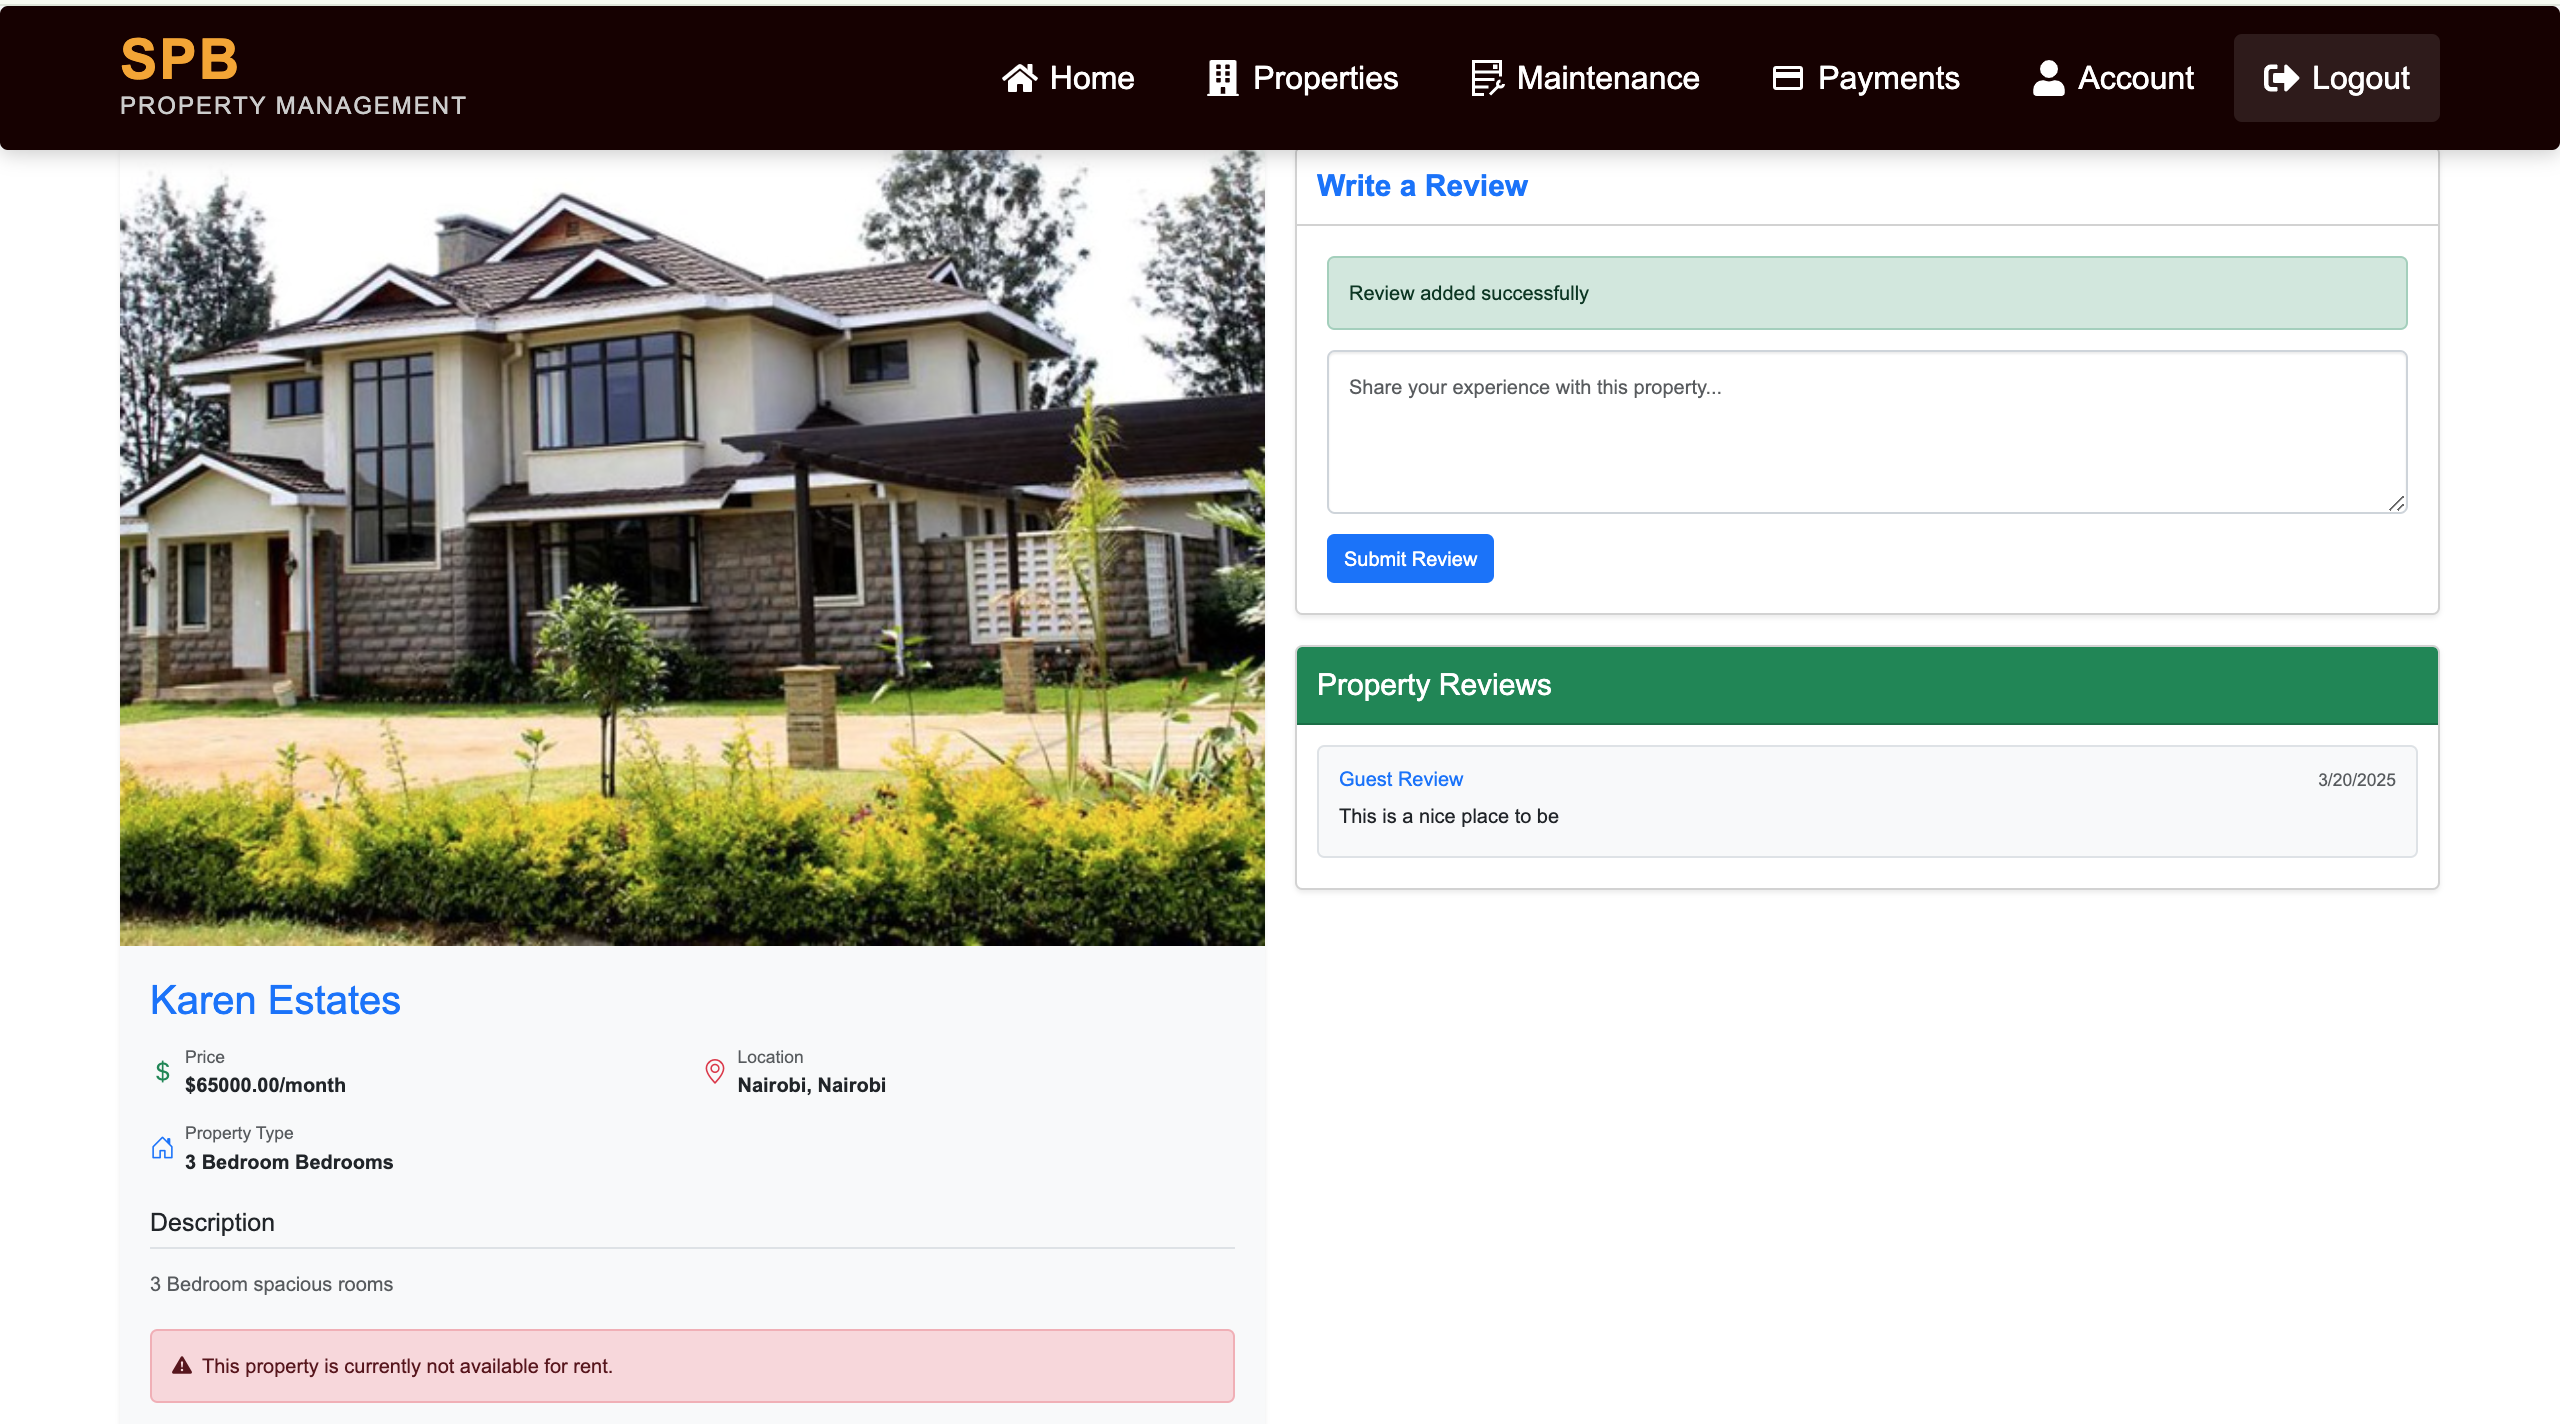 SPB
PROPERTY MANAGEMENT
Home
Properties
Maintenance
Payments
Account
Logout
Write a Review
Review added successfully
Share your experience with this property...
Submit Review
Property Reviews
Guest Review
3/20/2025
This is a nice place to be
Karen Estates
Price
$65000.00/month
Location
Nairobi, Nairobi
Property Type
3 Bedroom Bedrooms
Description
3 Bedroom spacious rooms
This property is currently not available for rent.